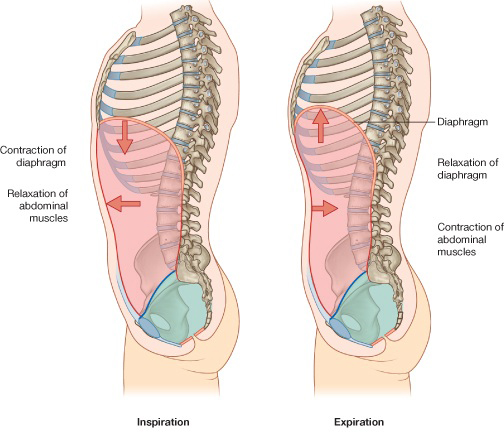 Contraction of
diaphragm
Relaxation of
abdominal
muscles
Diaphragm
Relaxation of
diaphragm
Contraction of
abdominal
muscles
Inspiration
Expiration